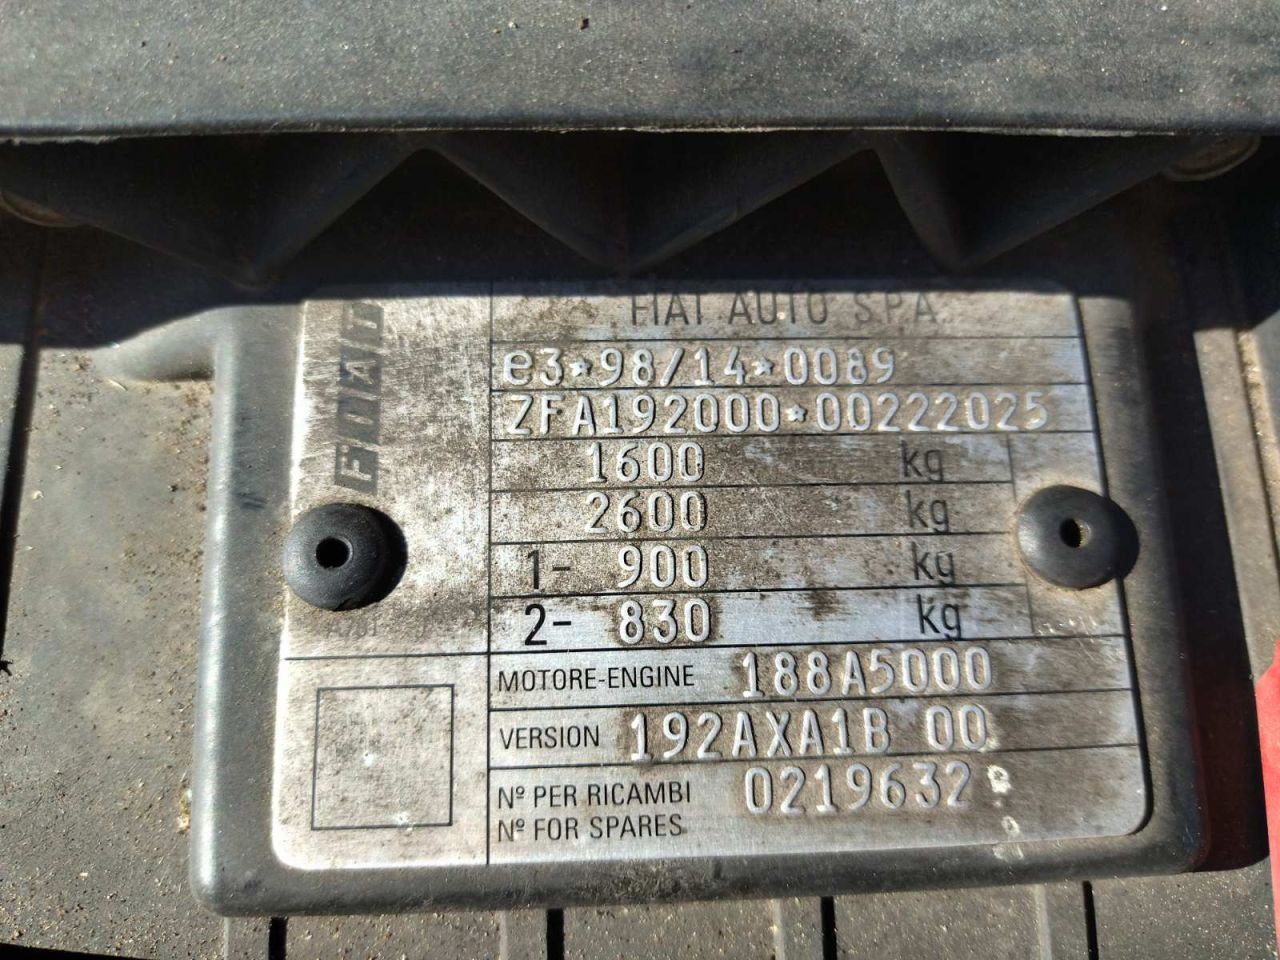 FIAT
FIAT AUTO S.P.A.
e3*98/14*0089
ZFA192000*00222025
1600 kg
2600 kg
1- 900 kg
2- 830 kg
MOTORE-ENGINE 188A5000
VERSION 192AXA1B 00
Nº PER RICAMBI 0219632
Nº FOR SPARES